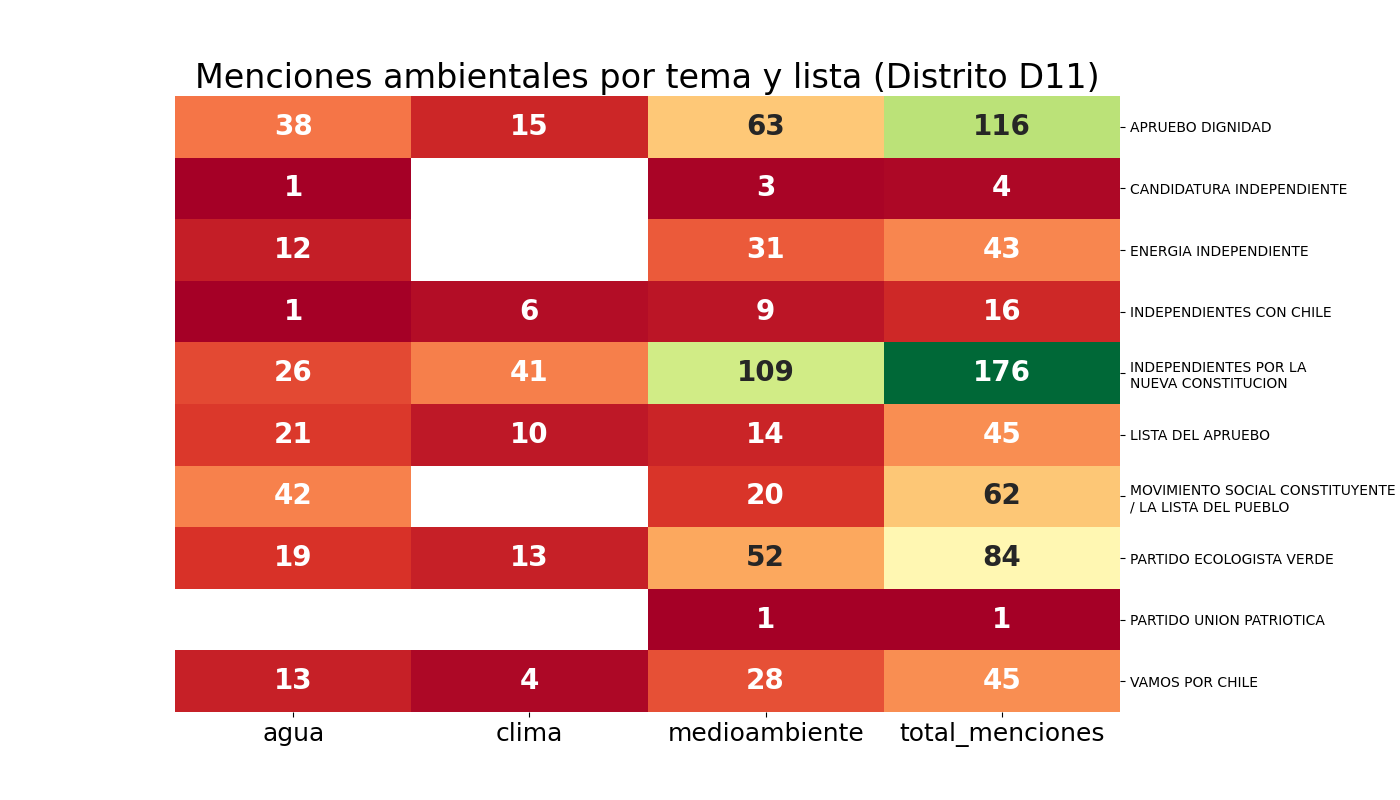 Menciones ambientales por tema y lista (Distrito D11)
38 15 63 116 APRUEBO DIGNIDAD
1 3 4 CANDIDATURA INDEPENDIENTE
12 31 43 ENERGIA INDEPENDIENTE
1 6 9 16 INDEPENDIENTES CON CHILE
26 41 109 176 INDEPENDIENTES POR LA
NUEVA CONSTITUCION
21 10 14 45 LISTA DEL APRUEBO
42 20 62 MOVIMIENTO SOCIAL CONSTITUYENTE
/ LA LISTA DEL PUEBLO
19 13 52 84 PARTIDO ECOLOGISTA VERDE
1 1 PARTIDO UNION PATRIOTICA
13 4 28 45 VAMOS POR CHILE
agua clima medioambiente total_menciones